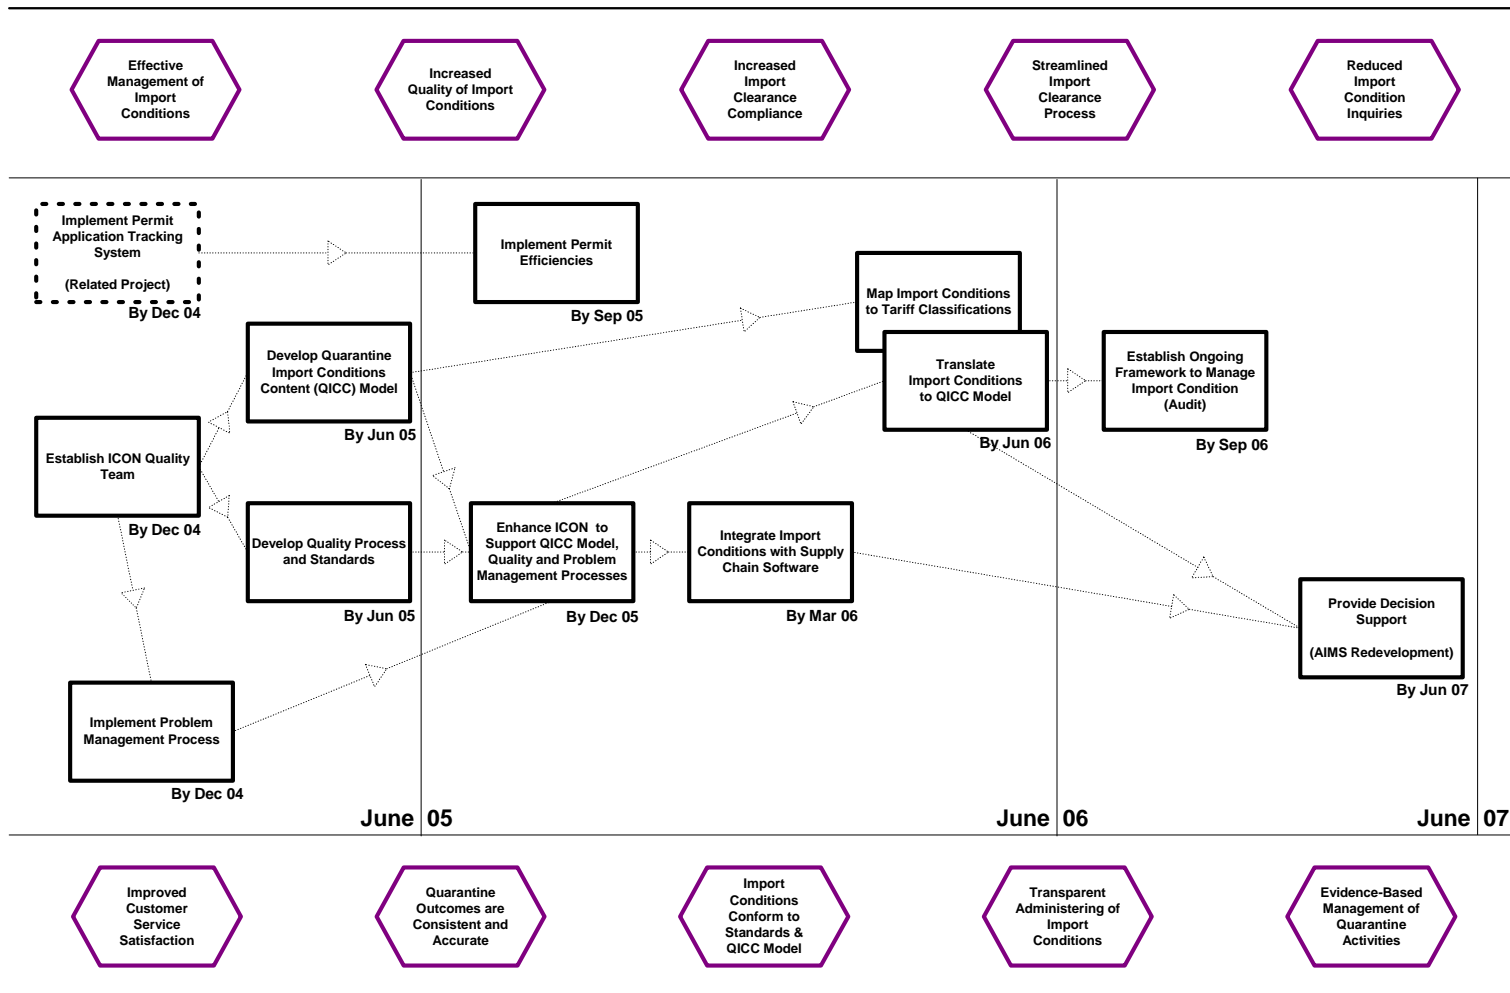 Effective
Management of
Import
Conditions
Increased
Quality of Import
Conditions
Increased
Import
Clearance
Compliance
Streamlined
Import
Clearance
Process
Reduced
Import
Condition
Inquiries
Implement Permit
Application Tracking
System
(Related Project)
By Dec 04
Implement Permit
Efficiencies
By Sep 05
Map Import Conditions
to Tariff Classifications
Develop Quarantine
Import Conditions
Content (QICC) Model
By Jun 05
Translate
Import Conditions
to QICC Model
By Jun 06
Establish Ongoing
Framework to Manage
Import Condition
(Audit)
By Sep 06
Establish ICON Quality
Team
By Dec 04
Develop Quality Process
and Standards
By Jun 05
Enhance ICON to
Support QICC Model,
Quality and Problem
Management Processes
By Dec 05
Integrate Import
Conditions with Supply
Chain Software
By Mar 06
Provide Decision
Support
(AIMS Redevelopment)
By Jun 07
Implement Problem
Management Process
By Dec 04
June 05
June 06
June 07
Improved
Customer
Service
Satisfaction
Quarantine
Outcomes are
Consistent and
Accurate
Import
Conditions
Conform to
Standards &
QICC Model
Transparent
Administering of
Import
Conditions
Evidence-Based
Management of
Quarantine
Activities